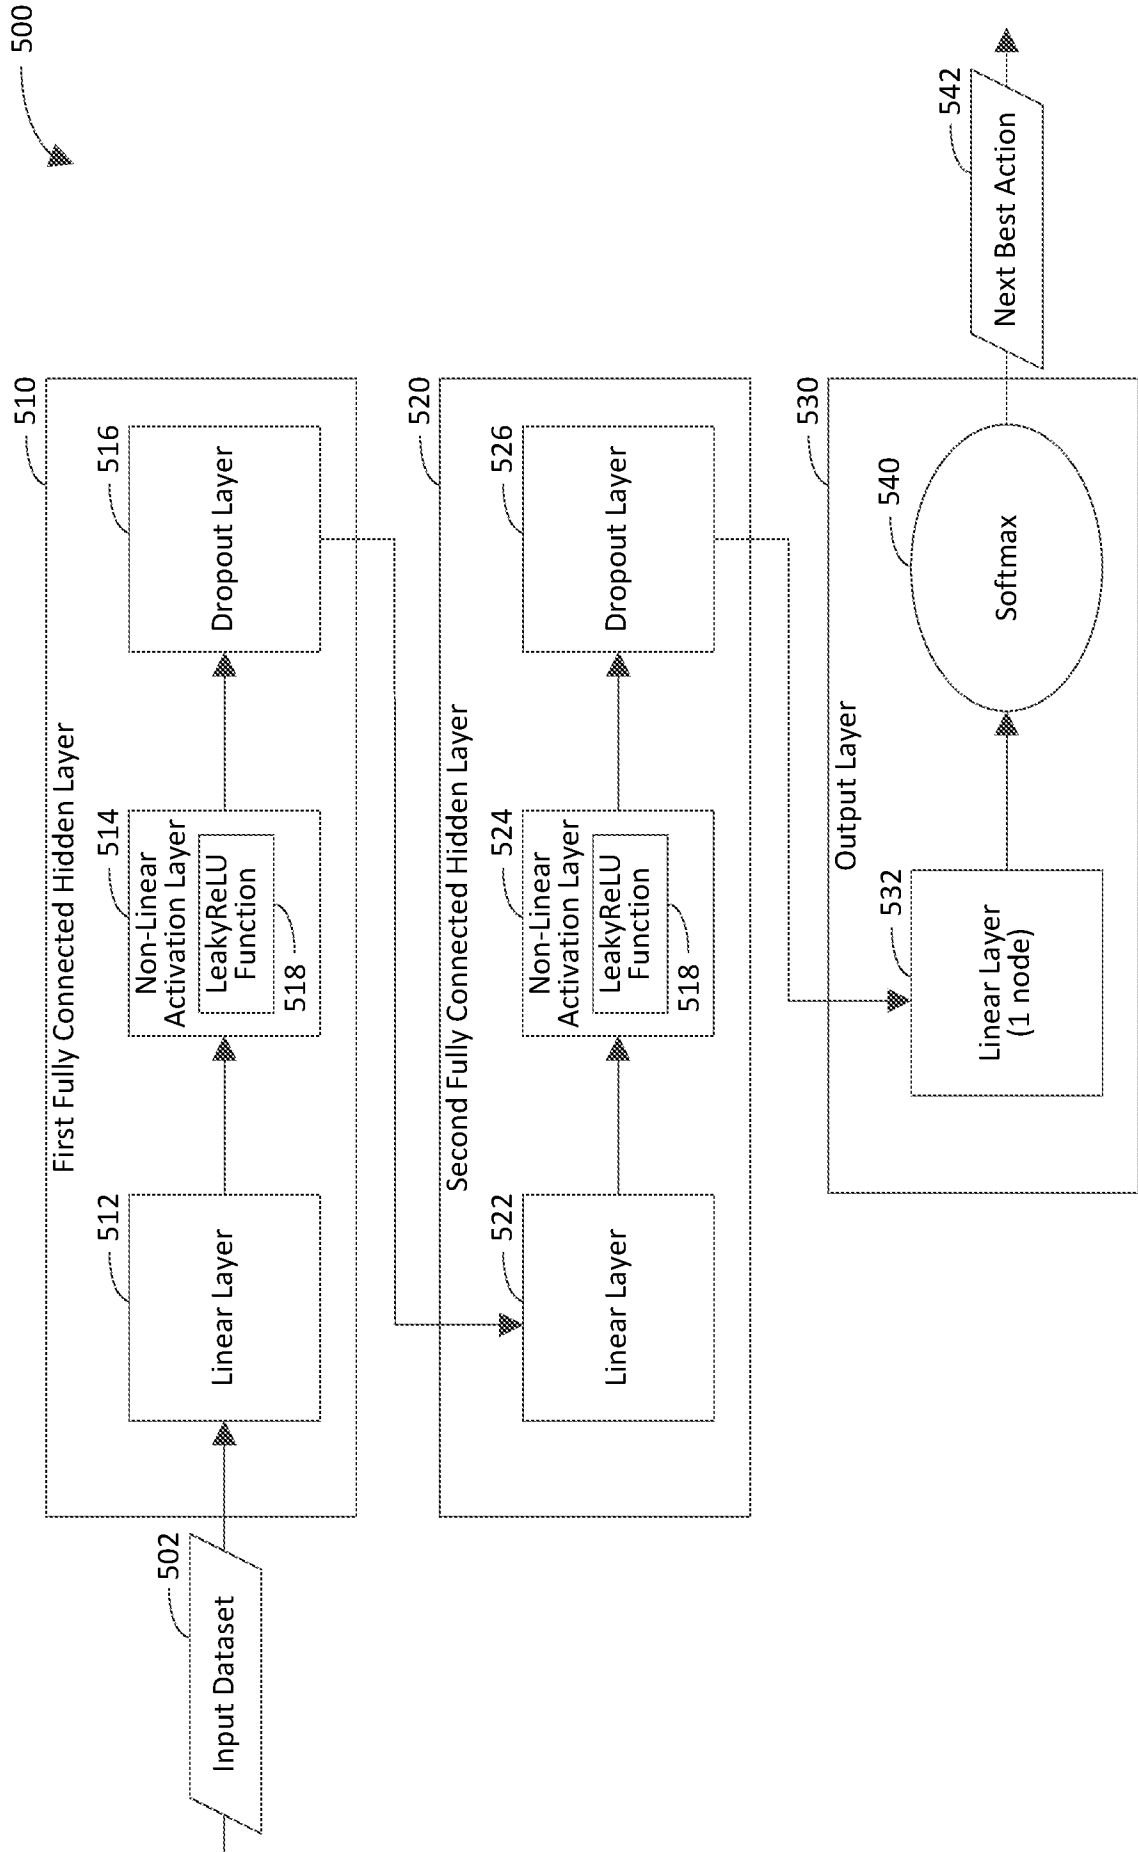 500
502
Input Dataset
510
First Fully Connected Hidden Layer
512
Linear Layer
514
Non-Linear
Activation Layer
LeakyReLU
Function
518
516
Dropout Layer
520
Second Fully Connected Hidden Layer
522
Linear Layer
524
Non-Linear
Activation Layer
LeakyReLU
Function
518
526
Dropout Layer
530
Output Layer
532
Linear Layer
(1 node)
540
Softmax
542
Next Best Action